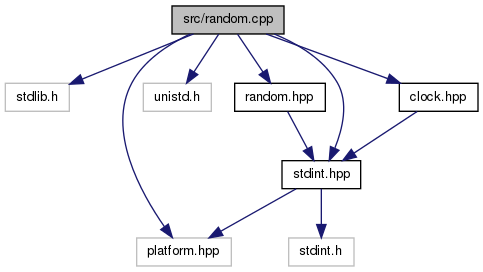 src/random.cpp
stdlib.h
unistd.h
random.hpp
clock.hpp
stdint.hpp
platform.hpp
stdint.h